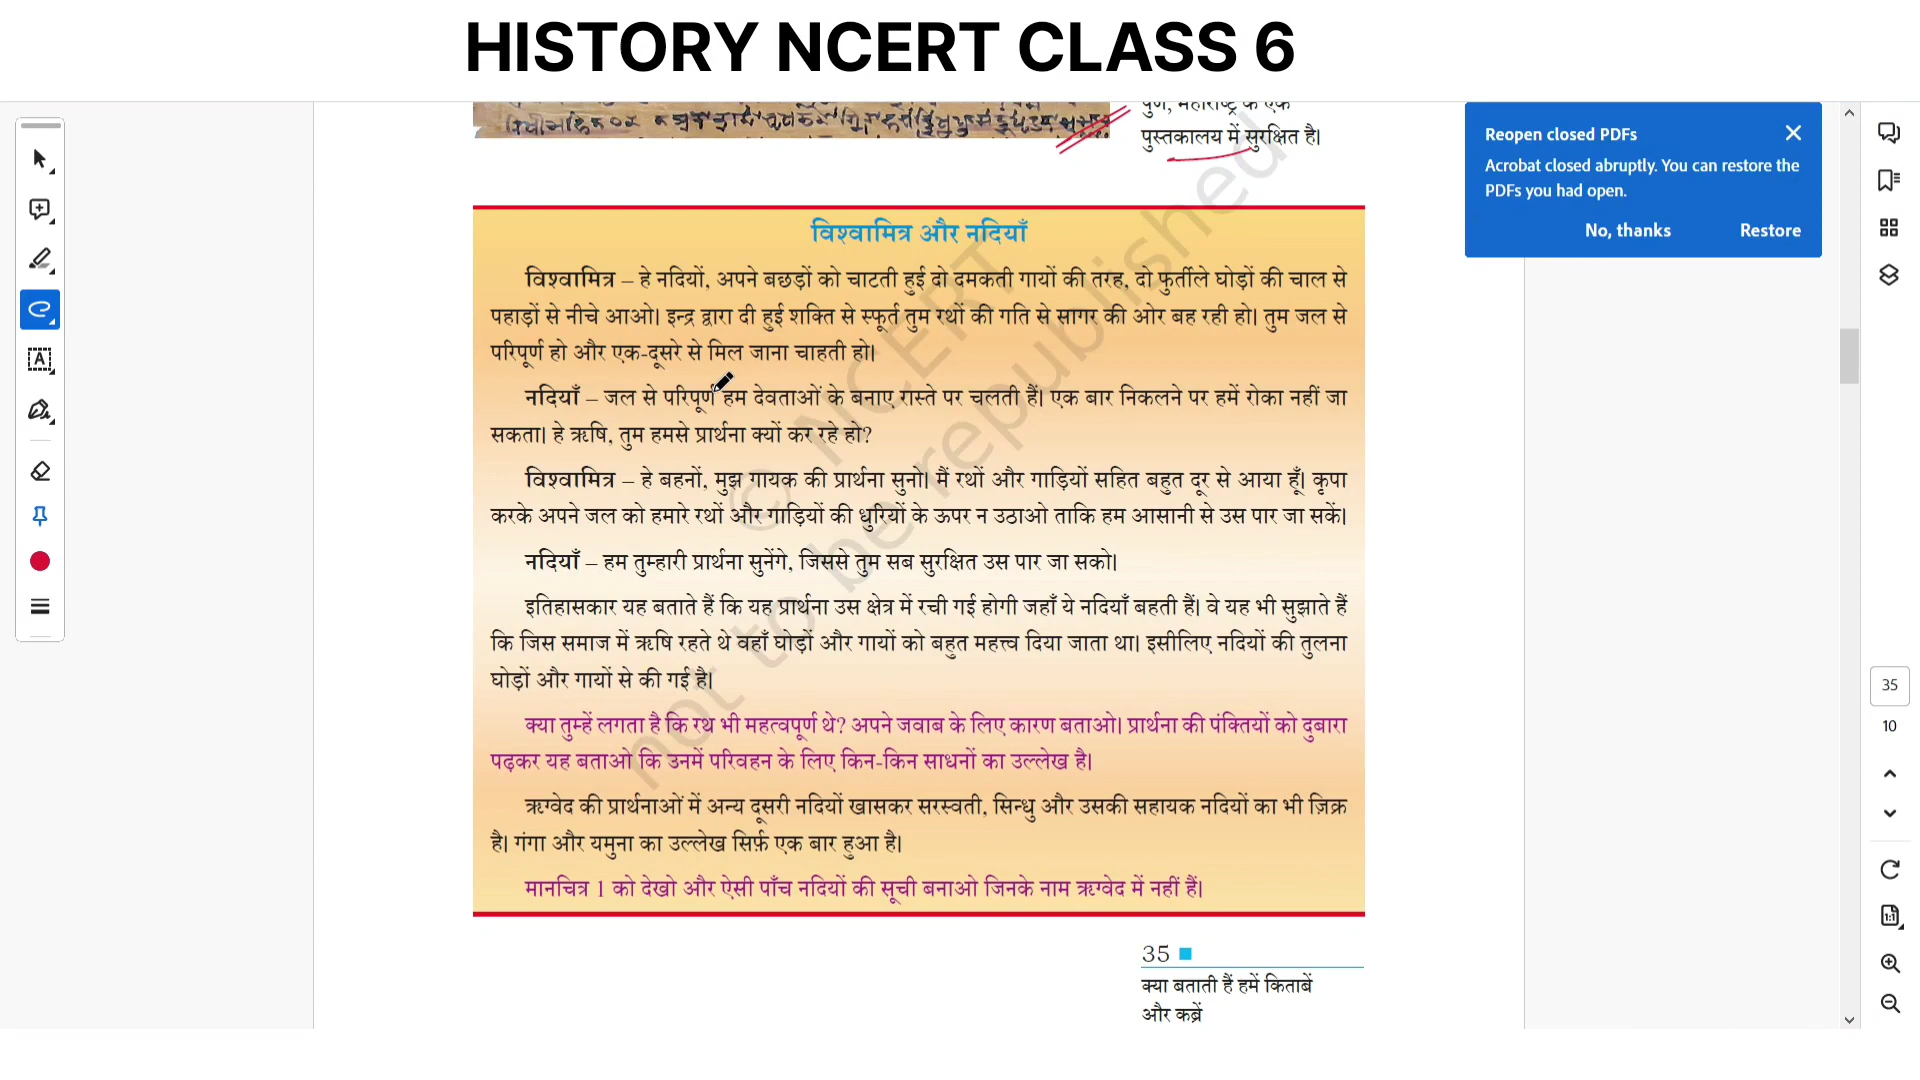 HISTORY NCERT CLASS 6
पुस्तकालय में सुरक्षित है।
Reopen closed PDFs
Acrobat closed abruptly. You can restore the
PDFs you had open.
No, thanks
Restore
विश्वामित्र और नदियाँ
विश्वामित्र – हे नदियों, अपने बछड़ों को चाटती हुई दो दमकती गायों की तरह, दो फुर्तीले घोड़ों की चाल से
पहाड़ों से नीचे आओ। इन्द्र द्वारा दी हुई शक्ति से स्फूर्त तुम रथों की गति से सागर की ओर बह रही हो। तुम जल से
परिपूर्ण हो और एक-दूसरे से मिल जाना चाहती हो।
नदियाँ – जल से परिपूर्ण हम देवताओं के बनाए रास्ते पर चलती हैं। एक बार निकलने पर हमें रोका नहीं जा
सकता। हे ऋषि, तुम हमसे प्रार्थना क्यों कर रहे हो?
विश्वामित्र – हे बहनों, मुझ गायक की प्रार्थना सुनो। मैं रथों और गाड़ियों सहित बहुत दूर से आया हूँ। कृपा
करके अपने जल को हमारे रथों और गाड़ियों की धुरियों के ऊपर न उठाओ ताकि हम आसानी से उस पार जा सकें।
नदियाँ – हम तुम्हारी प्रार्थना सुनेंगे, जिससे तुम सब सुरक्षित उस पार जा सको।
इतिहासकार यह बताते हैं कि यह प्रार्थना उस क्षेत्र में रची गई होगी जहाँ ये नदियाँ बहती हैं। वे यह भी सुझाते हैं
कि जिस समाज में ऋषि रहते थे वहाँ घोड़ों और गायों को बहुत महत्त्व दिया जाता था। इसीलिए नदियों की तुलना
घोड़ों और गायों से की गई है।
क्या तुम्हें लगता है कि रथ भी महत्वपूर्ण थे? अपने जवाब के लिए कारण बताओ। प्रार्थना की पंक्तियों को दुबारा
पढ़कर यह बताओ कि उनमें परिवहन के लिए किन-किन साधनों का उल्लेख है।
ऋग्वेद की प्रार्थनाओं में अन्य दूसरी नदियों खासकर सरस्वती, सिन्धु और उसकी सहायक नदियों का भी ज़िक्र
है। गंगा और यमुना का उल्लेख सिर्फ़ एक बार हुआ है।
मानचित्र 1 को देखो और ऐसी पाँच नदियों की सूची बनाओ जिनके नाम ऋग्वेद में नहीं हैं।
© NCERT
not to be republished
35
क्या बताती हैं हमें किताबें
और कब्रें
35
10